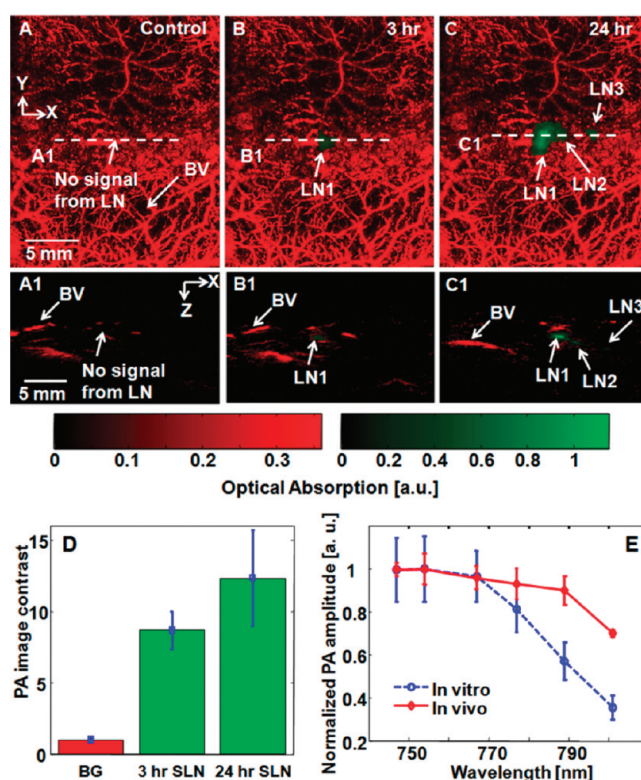 A
Control
Y
X
A1
No signal
from LN
BV
5 mm
B
3 hr
B1
LN1
C
24 hr
LN3
C1
LN1
LN2
A1
X
Z
BV
No signal
from LN
5 mm
B1
BV
LN1
C1
BV
LN3
LN1
LN2
0 0.1 0.2 0.3
0 0.2 0.4 0.6 0.8 1
Optical Absorption [a.u.]
D
PA image contrast
15
10
5
0
BG 3 hr SLN 24 hr SLN
E
Normalized PA amplitude [a. u.]
1
0.8
0.6
0.4
0.2
In vitro
In vivo
750 770 790
Wavelength [nm]